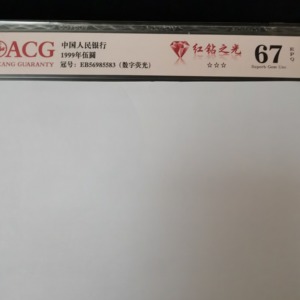 ACG
CANG GUARANTY
中国人民银行
1999年伍圆
冠号：EB56985583（数字荧光）
红钻之光
☆☆☆
67
EPQ
Superb Gem Unc